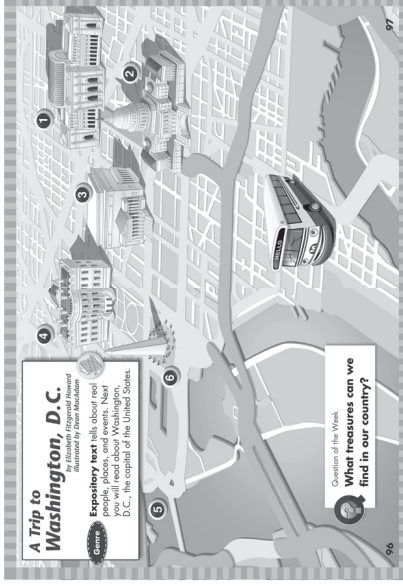 A Trip to
Washington, D.C.
by Elizabeth Fitzgerald Howard
illustrated by Dean MacAdam
Genre
Expository text tells about real
people, places, and events. Next
you will read about Washington,
D.C., the capital of the United States.
1
2
3
4
5
6
HELLO
Question of the Week
What treasures can we
find in our country?
96
97